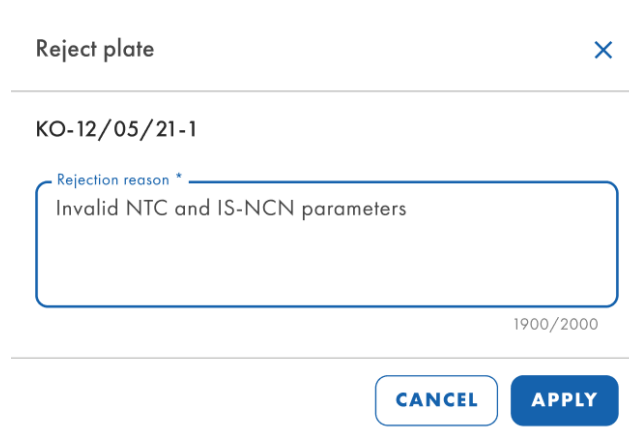 Reject plate
KO-12/05/21-1
Rejection reason *
Invalid NTC and IS-NCN parameters
1900/2000
CANCEL APPLY